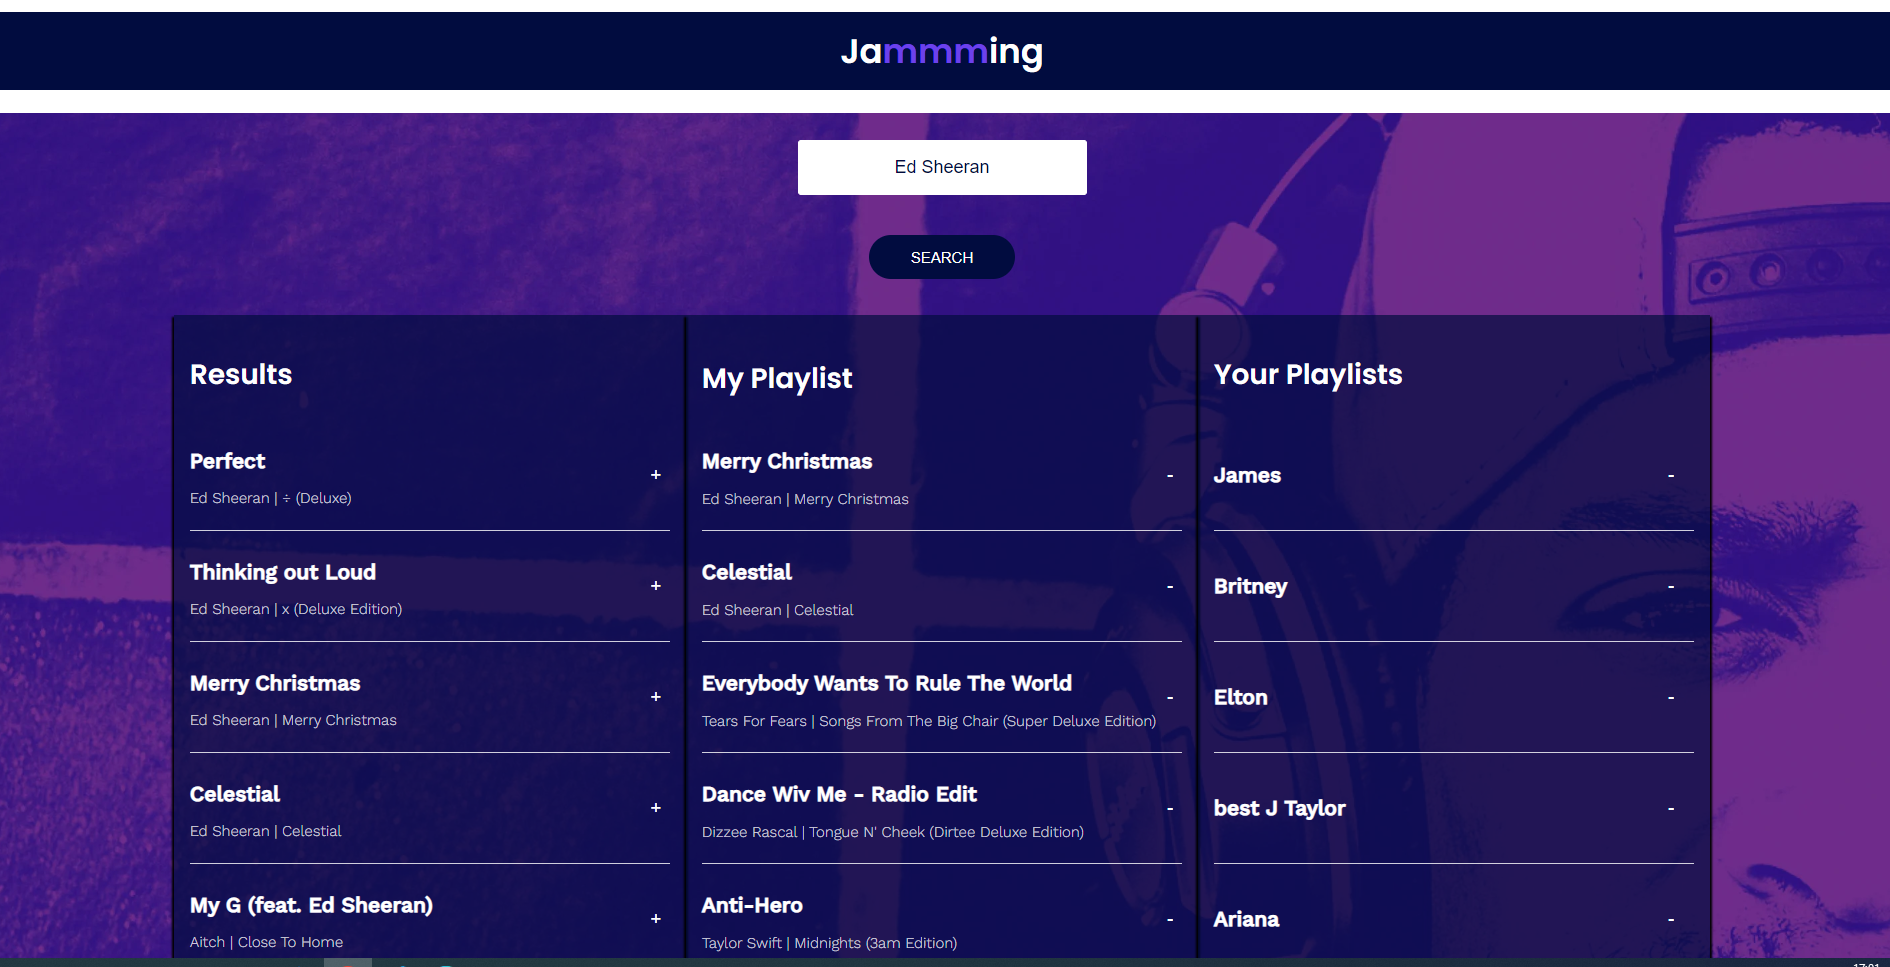 Jammming
Ed Sheeran
SEARCH
Results
Perfect
+
Ed Sheeran | ÷ (Deluxe)
Thinking out Loud
+
Ed Sheeran | x (Deluxe Edition)
Merry Christmas
+
Ed Sheeran | Merry Christmas
Celestial
+
Ed Sheeran | Celestial
My G (feat. Ed Sheeran)
+
Aitch | Close To Home
My Playlist
Merry Christmas
-
Ed Sheeran | Merry Christmas
Celestial
-
Ed Sheeran | Celestial
Everybody Wants To Rule The World
-
Tears For Fears | Songs From The Big Chair (Super Deluxe Edition)
Dance Wiv Me - Radio Edit
-
Dizzee Rascal | Tongue N' Cheek (Dirtee Deluxe Edition)
Anti-Hero
-
Taylor Swift | Midnights (3am Edition)
Your Playlists
James
-
Britney
-
Elton
-
best J Taylor
-
Ariana
-